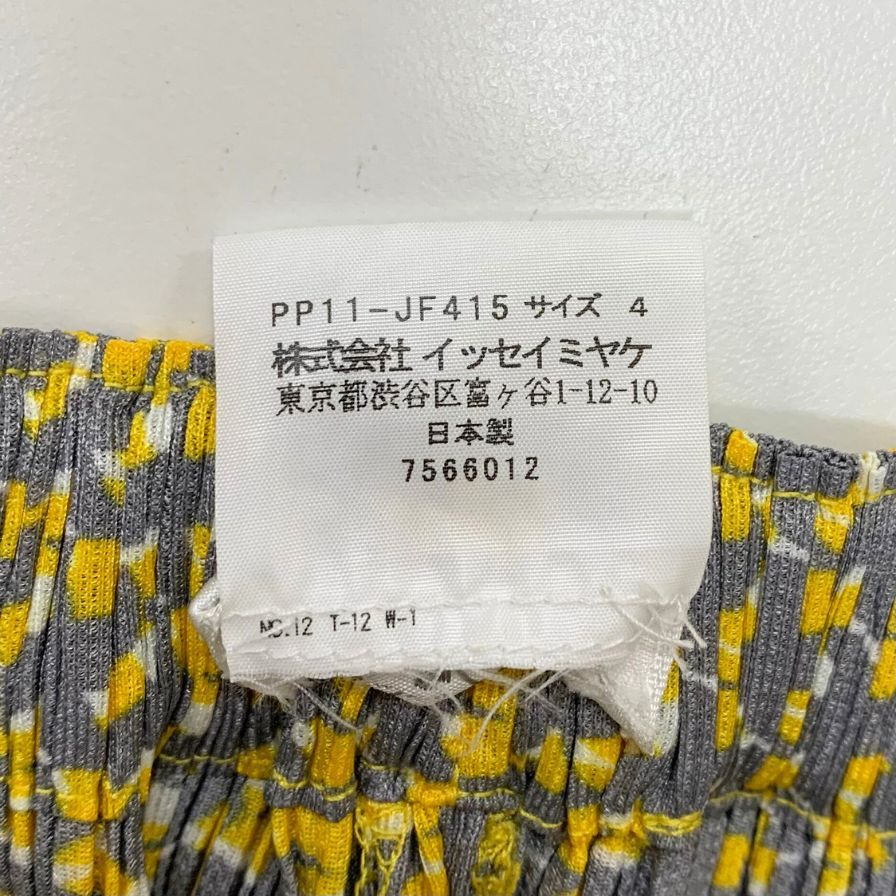 PP11-JF415 サイズ 4
株式会社 イッセイミヤケ
東京都渋谷区富ヶ谷1-12-10
日本製
7566012
NO.12 T-12 W-1